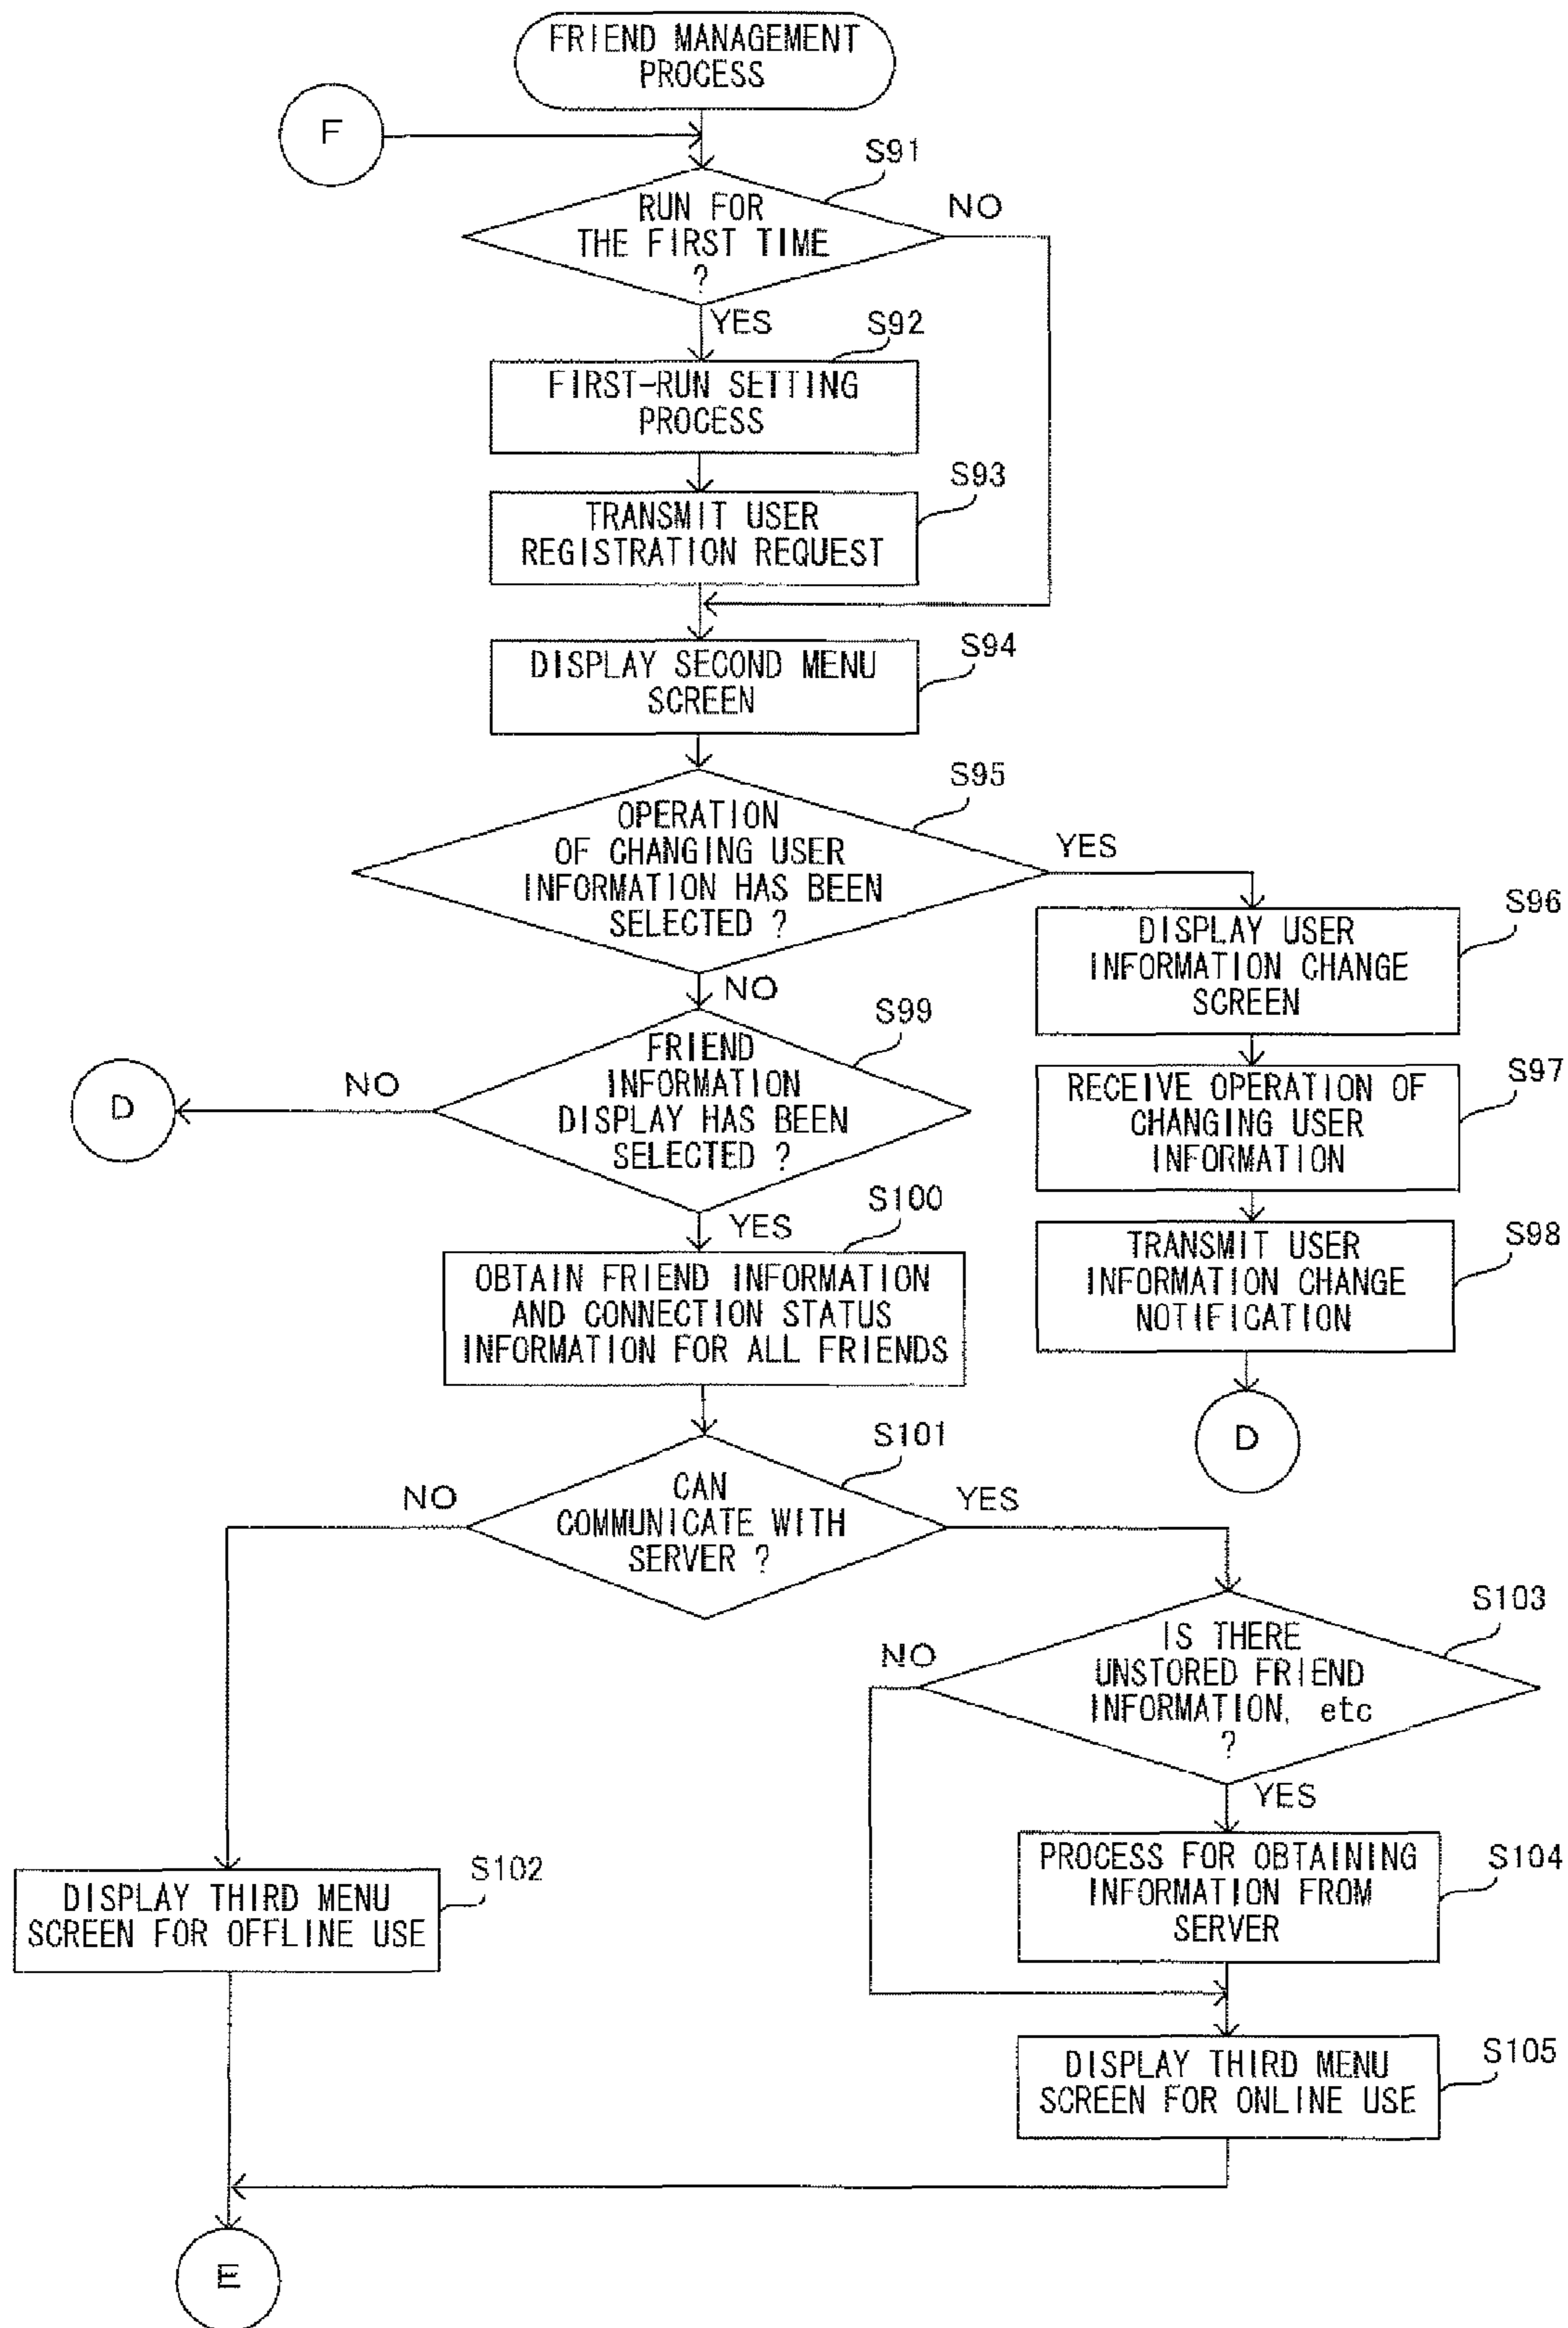 FRIEND MANAGEMENT
PROCESS
F
S91
RUN FOR
THE FIRST TIME
?
NO
YES
S92
FIRST-RUN SETTING
PROCESS
S93
TRANSMIT USER
REGISTRATION REQUEST
S94
DISPLAY SECOND MENU
SCREEN
S95
OPERATION
OF CHANGING USER
INFORMATION HAS BEEN
SELECTED ?
YES
S96
DISPLAY USER
INFORMATION CHANGE
SCREEN
NO
S99
FRIEND
INFORMATION
DISPLAY HAS BEEN
SELECTED ?
NO
D
S97
RECEIVE OPERATION OF
CHANGING USER
INFORMATION
YES
S100
OBTAIN FRIEND INFORMATION
AND CONNECTION STATUS
INFORMATION FOR ALL FRIENDS
S98
TRANSMIT USER
INFORMATION CHANGE
NOTIFICATION
D
S101
CAN
COMMUNICATE WITH
SERVER ?
NO
YES
S103
IS THERE
UNSTORED FRIEND
INFORMATION, etc
?
NO
YES
S102
DISPLAY THIRD MENU
SCREEN FOR OFFLINE USE
S104
PROCESS FOR OBTAINING
INFORMATION FROM
SERVER
S105
DISPLAY THIRD MENU
SCREEN FOR ONLINE USE
E